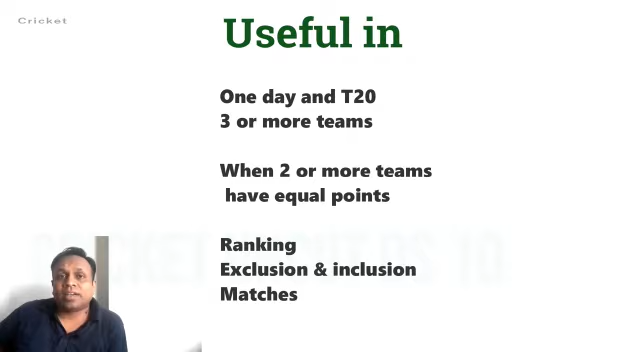 Cricket
Useful in
One day and T20
3 or more teams
When 2 or more teams
have equal points
Ranking
Exclusion & inclusion
Matches